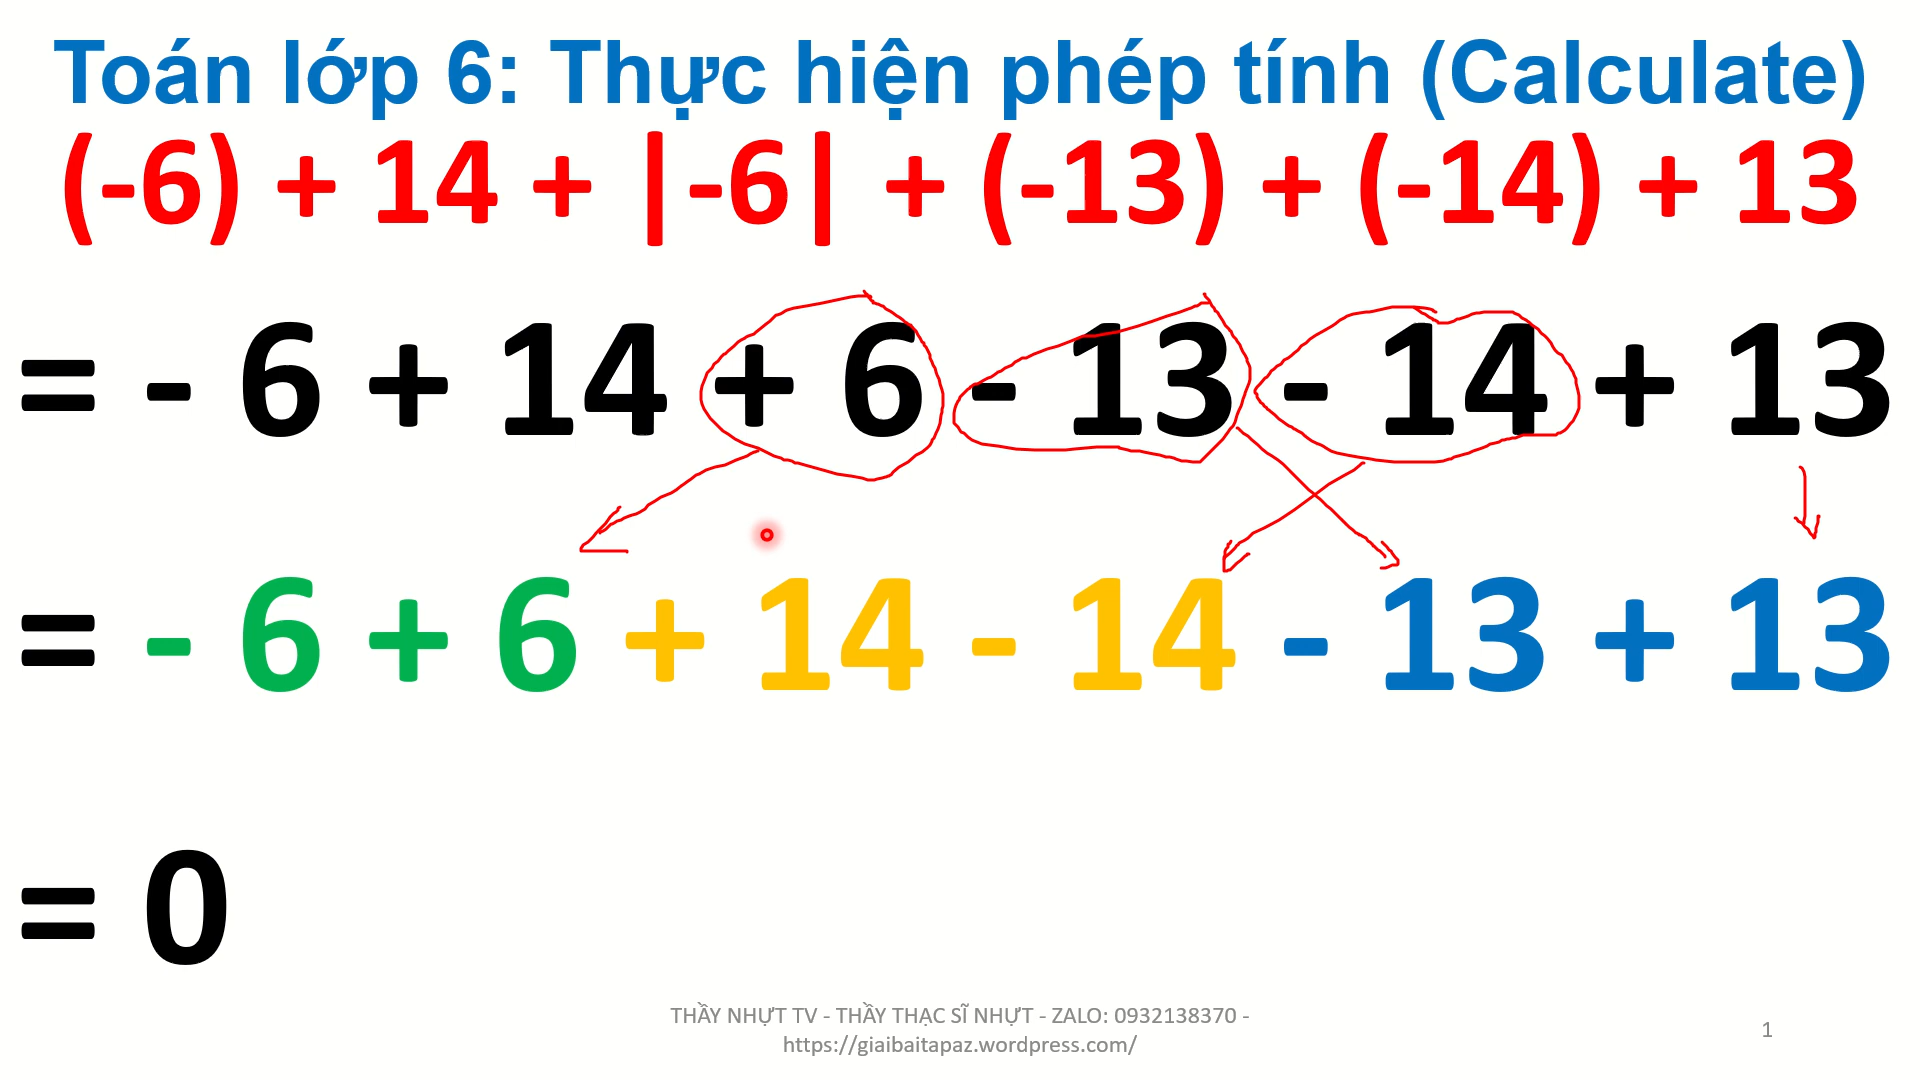 Toán lớp 6: Thực hiện phép tính (Calculate)
(-6) + 14 + |-6| + (-13) + (-14) + 13
= - 6 + 14 + 6 - 13 - 14 + 13
= - 6 + 6 + 14 - 14 - 13 + 13
= 0
THẦY NHỰT TV - THẦY THẠC SĨ NHỰT - ZALO: 0932138370 -
https://giaibaitapaz.wordpress.com/
1